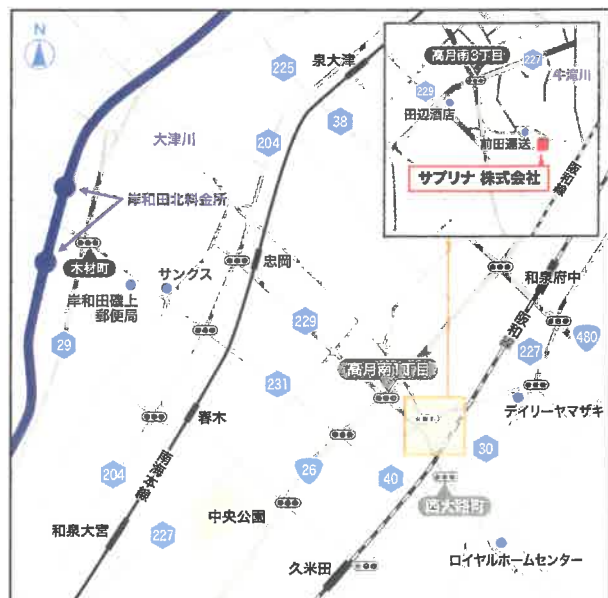 N
225
泉大津
38
大津川
204
高月南3丁目
227
牛滝川
229
田辺酒店
前田運送
サブリナ 株式会社
阪和線
岸和田北料金所
木材町
サンクス
忠岡
岸和田磯上
郵便局
和泉府中
29
229
阪和線
227
480
231
高月南1丁目
デイリーヤマザキ
春木
204
南海本線
26
40
30
西大路町
中央公園
和泉大宮
227
久米田
ロイヤルホームセンター